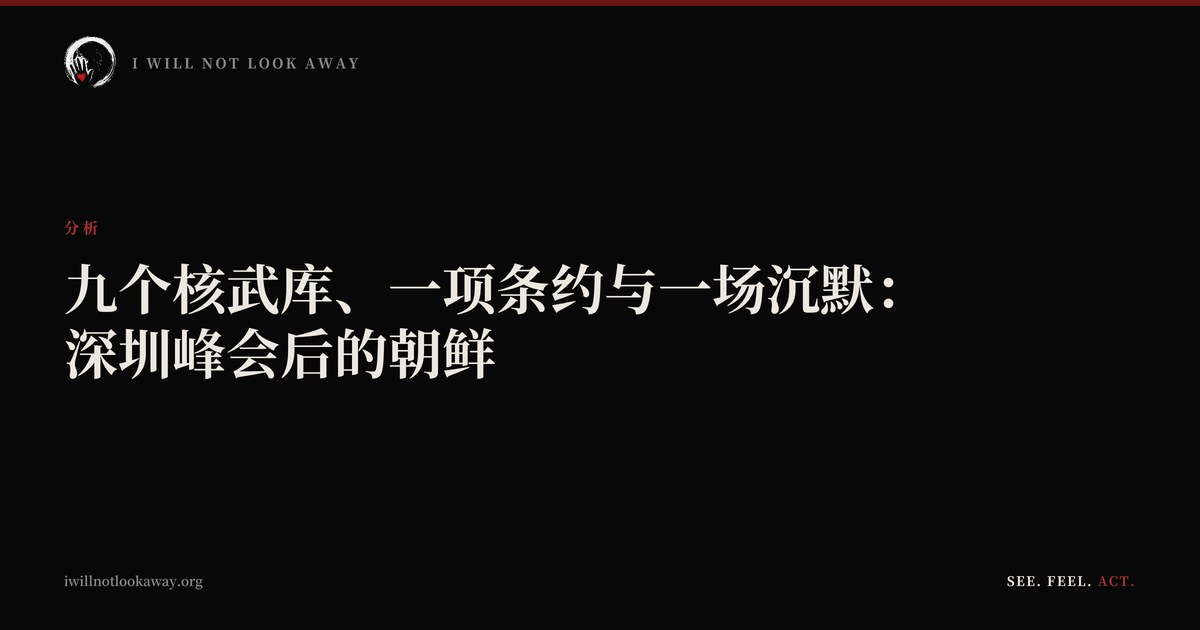 I WILL NOT LOOK AWAY
分析
九个核武库、一项条约与一场沉默：
深圳峰会后的朝鲜
iwillnotlookaway.org
SEE. FEEL. ACT.